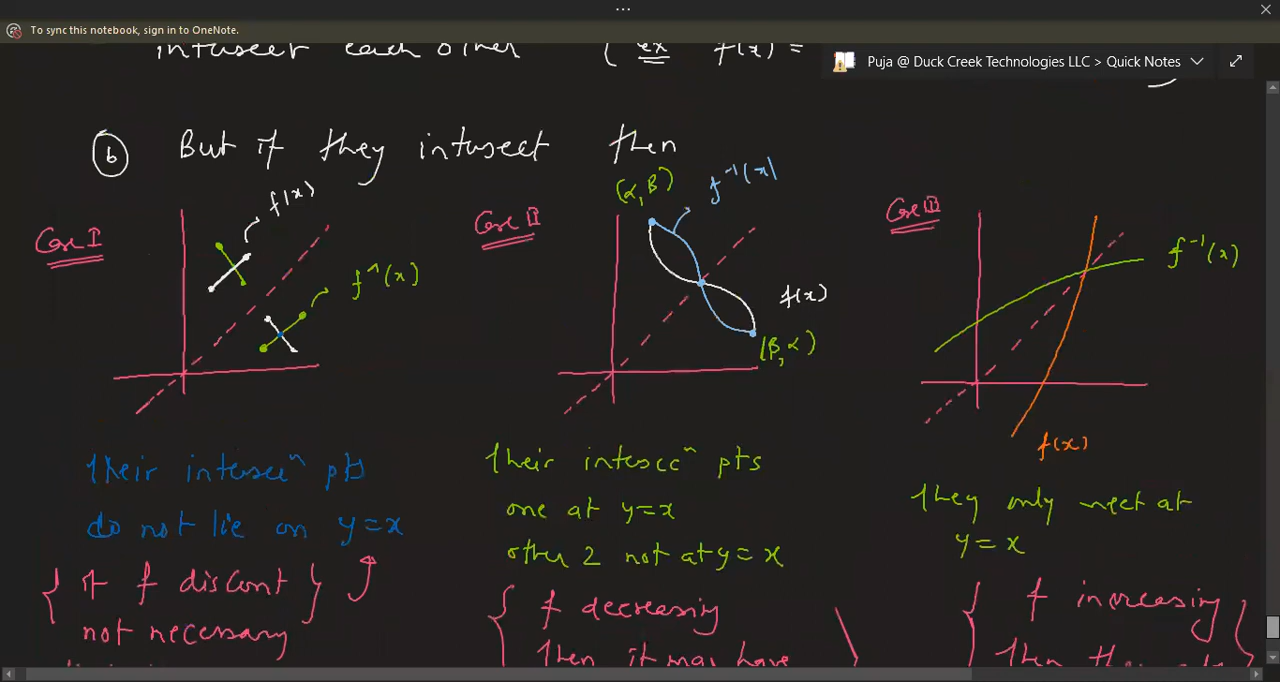 ...
To sync this notebook, sign in to OneNote.
intersect each other ( ex f(x) =
Puja @ Duck Creek Technologies LLC > Quick Notes
(b) But if they intersect then
Case I
f(x)
f⁻¹(x)
Case II
(α, β)
f⁻¹(x)
f(x)
(β, α)
Case III
f⁻¹(x)
f(x)
their intersecⁿ pts
do not lie on y=x
{ if f discont }
not necessary
their intersecⁿ pts
one at y=x
other 2 not at y=x
{ f decreasing
then it may have
they only meet at
y=x
{ f increasing
then